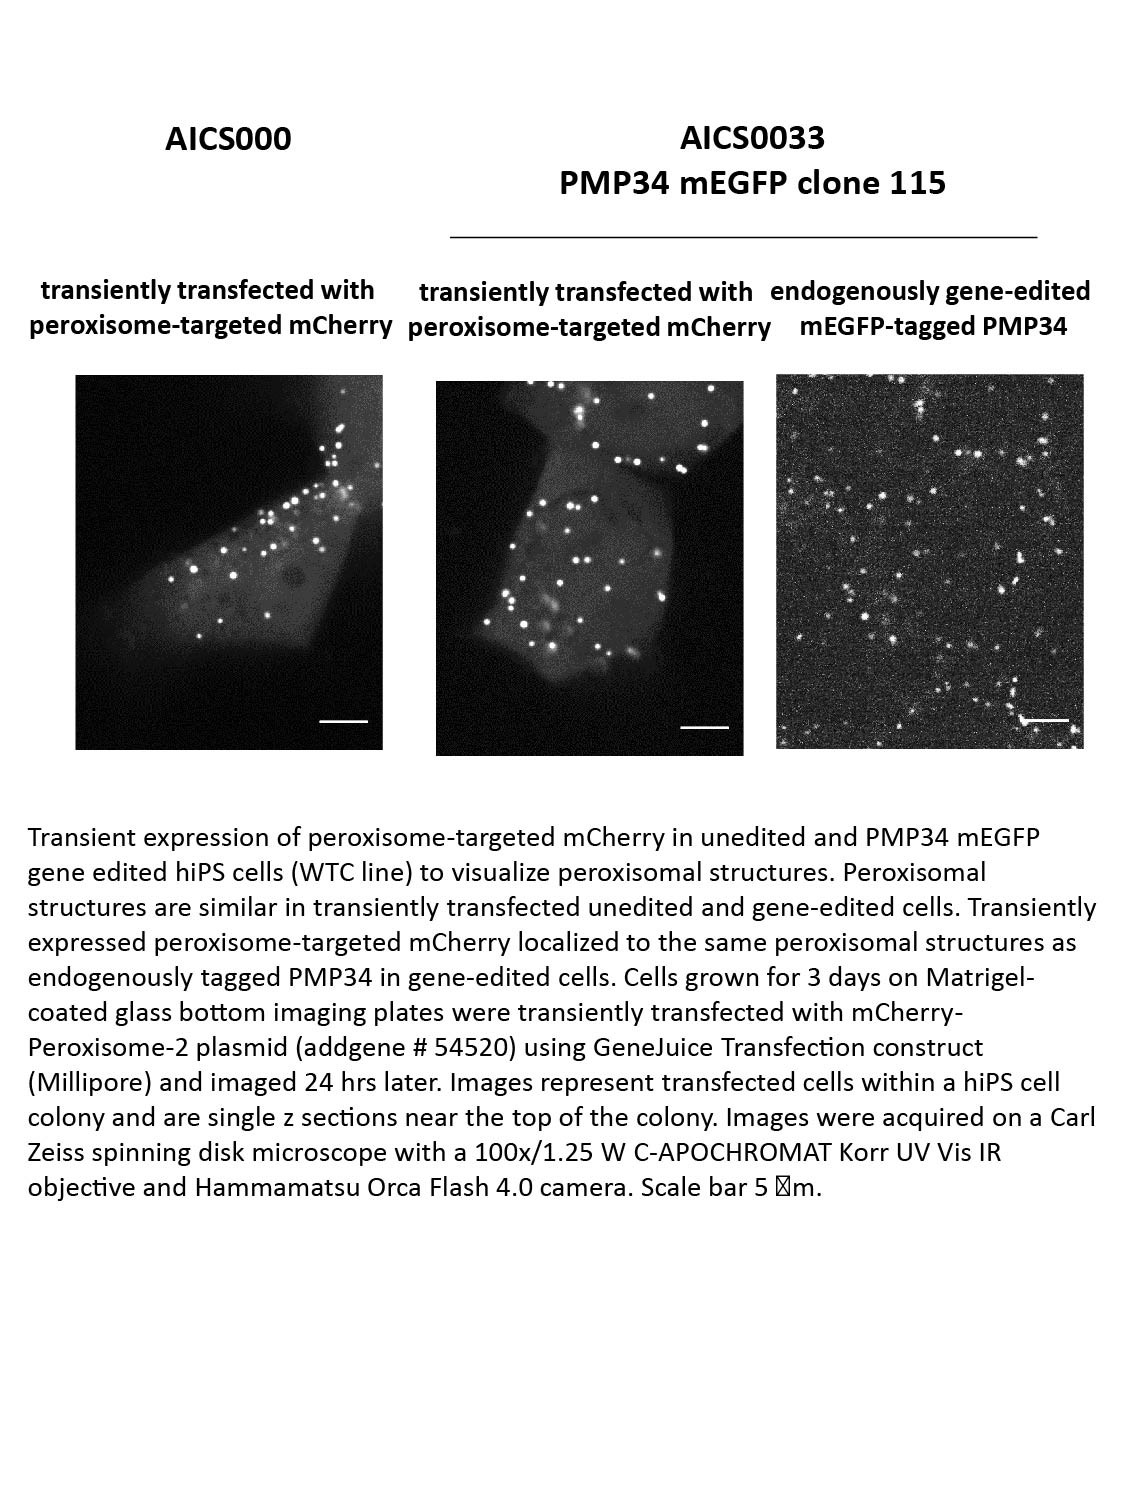 AICS000
AICS0033
PMP34 mEGFP clone 115
transiently transfected with
peroxisome-targeted mCherry
transiently transfected with
peroxisome-targeted mCherry
endogenously gene-edited
mEGFP-tagged PMP34
Transient expression of peroxisome-targeted mCherry in unedited and PMP34 mEGFP
gene edited hiPS cells (WTC line) to visualize peroxisomal structures. Peroxisomal
structures are similar in transiently transfected unedited and gene-edited cells. Transiently
expressed peroxisome-targeted mCherry localized to the same peroxisomal structures as
endogenously tagged PMP34 in gene-edited cells. Cells grown for 3 days on Matrigel-
coated glass bottom imaging plates were transiently transfected with mCherry-
Peroxisome-2 plasmid (addgene # 54520) using GeneJuice Transfection construct
(Millipore) and imaged 24 hrs later. Images represent transfected cells within a hiPS cell
colony and are single z sections near the top of the colony. Images were acquired on a Carl
Zeiss spinning disk microscope with a 100x/1.25 W C-APOCHROMAT Korr UV Vis IR
objective and Hammamatsu Orca Flash 4.0 camera. Scale bar 5 m.